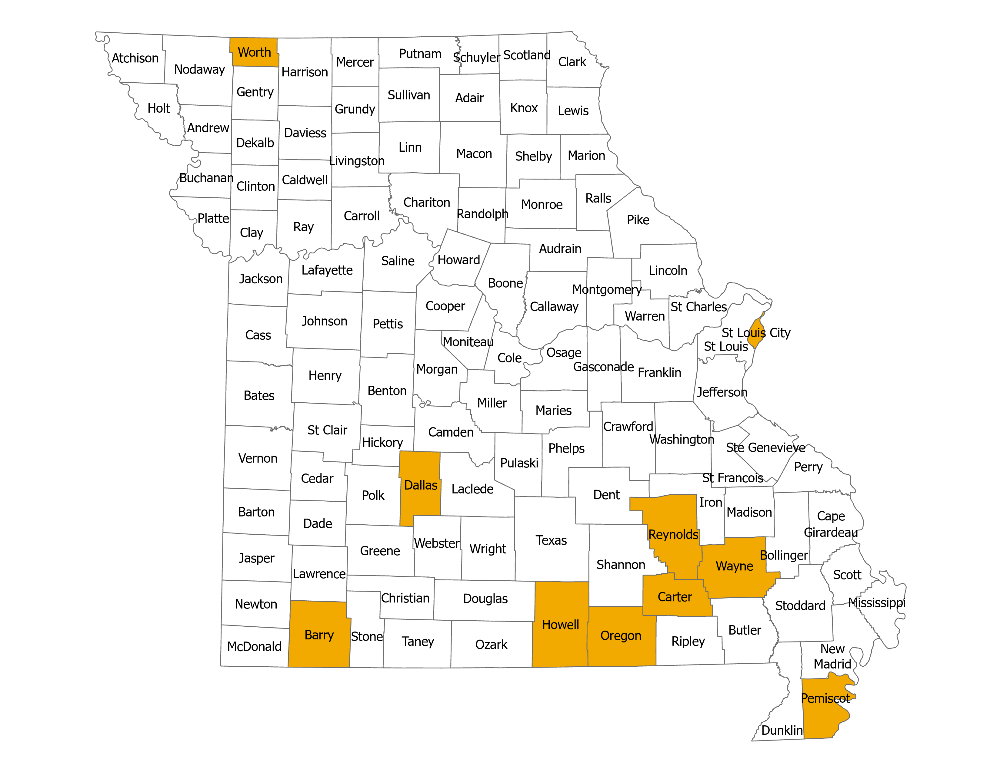 Atchison
Nodaway
Worth
Harrison
Mercer
Putnam
Schuyler
Scotland
Clark
Gentry
Holt
Andrew
Dekalb
Daviess
Grundy
Sullivan
Adair
Knox
Lewis
Buchanan
Clinton
Caldwell
Livingston
Linn
Macon
Shelby
Marion
Platte
Clay
Ray
Carroll
Chariton
Randolph
Monroe
Ralls
Pike
Audrain
Jackson
Lafayette
Saline
Howard
Boone
Callaway
Montgomery
Lincoln
Warren
St Charles
St Louis City
St Louis
Cass
Johnson
Pettis
Cooper
Moniteau
Cole
Osage
Gasconade
Franklin
Jefferson
Bates
Henry
Benton
Morgan
Miller
Maries
Crawford
Washington
Ste Genevieve
St Francois
Perry
Vernon
St Clair
Hickory
Camden
Pulaski
Phelps
Dent
Iron
Madison
Cape
Girardeau
Bollinger
Barton
Cedar
Polk
Dallas
Laclede
Texas
Reynolds
Wayne
Scott
Mississippi
Jasper
Dade
Greene
Webster
Wright
Shannon
Carter
Stoddard
Newton
Lawrence
Christian
Douglas
Howell
Oregon
Ripley
Butler
McDonald
Barry
Stone
Taney
Ozark
New
Madrid
Pemiscot
Dunklin